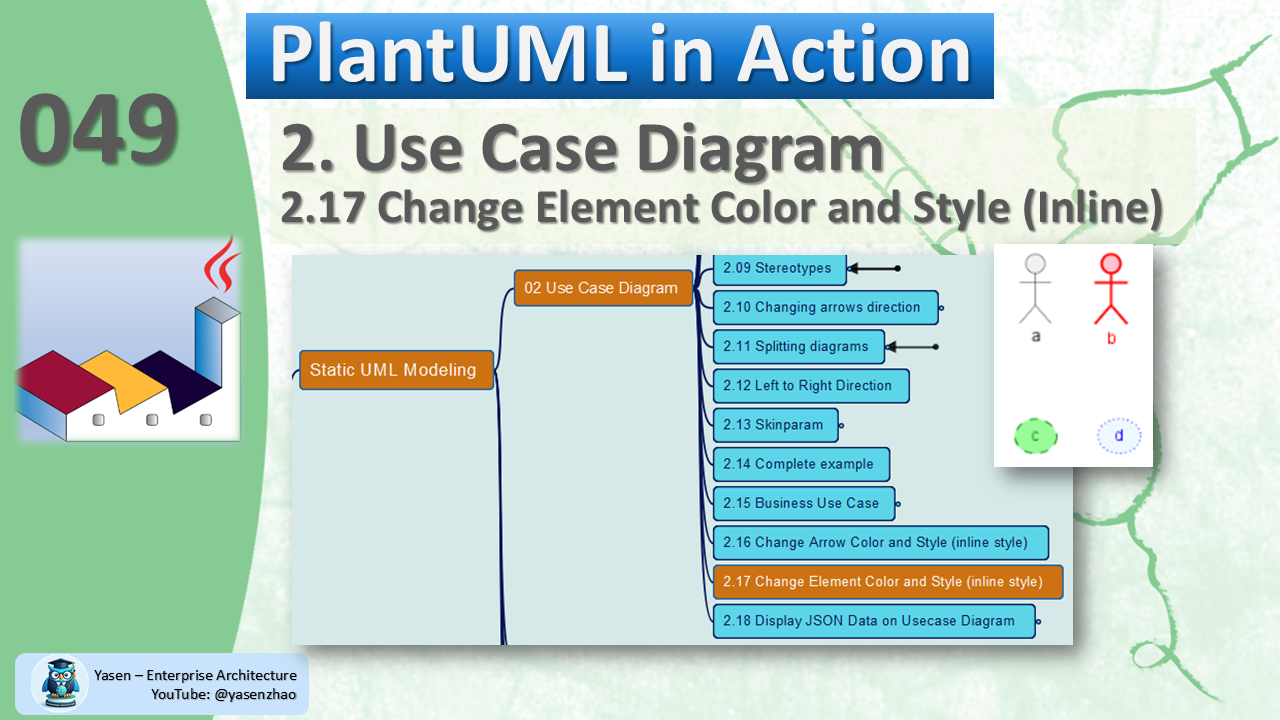 PlantUML in Action
049
2. Use Case Diagram
2.17 Change Element Color and Style (Inline)
Static UML Modeling
02 Use Case Diagram
2.09 Stereotypes
2.10 Changing arrows direction
2.11 Splitting diagrams
2.12 Left to Right Direction
2.13 Skinparam
2.14 Complete example
2.15 Business Use Case
2.16 Change Arrow Color and Style (inline style)
2.17 Change Element Color and Style (inline style)
2.18 Display JSON Data on Usecase Diagram
a b
c d
Yasen – Enterprise Architecture
YouTube: @yasenzhao